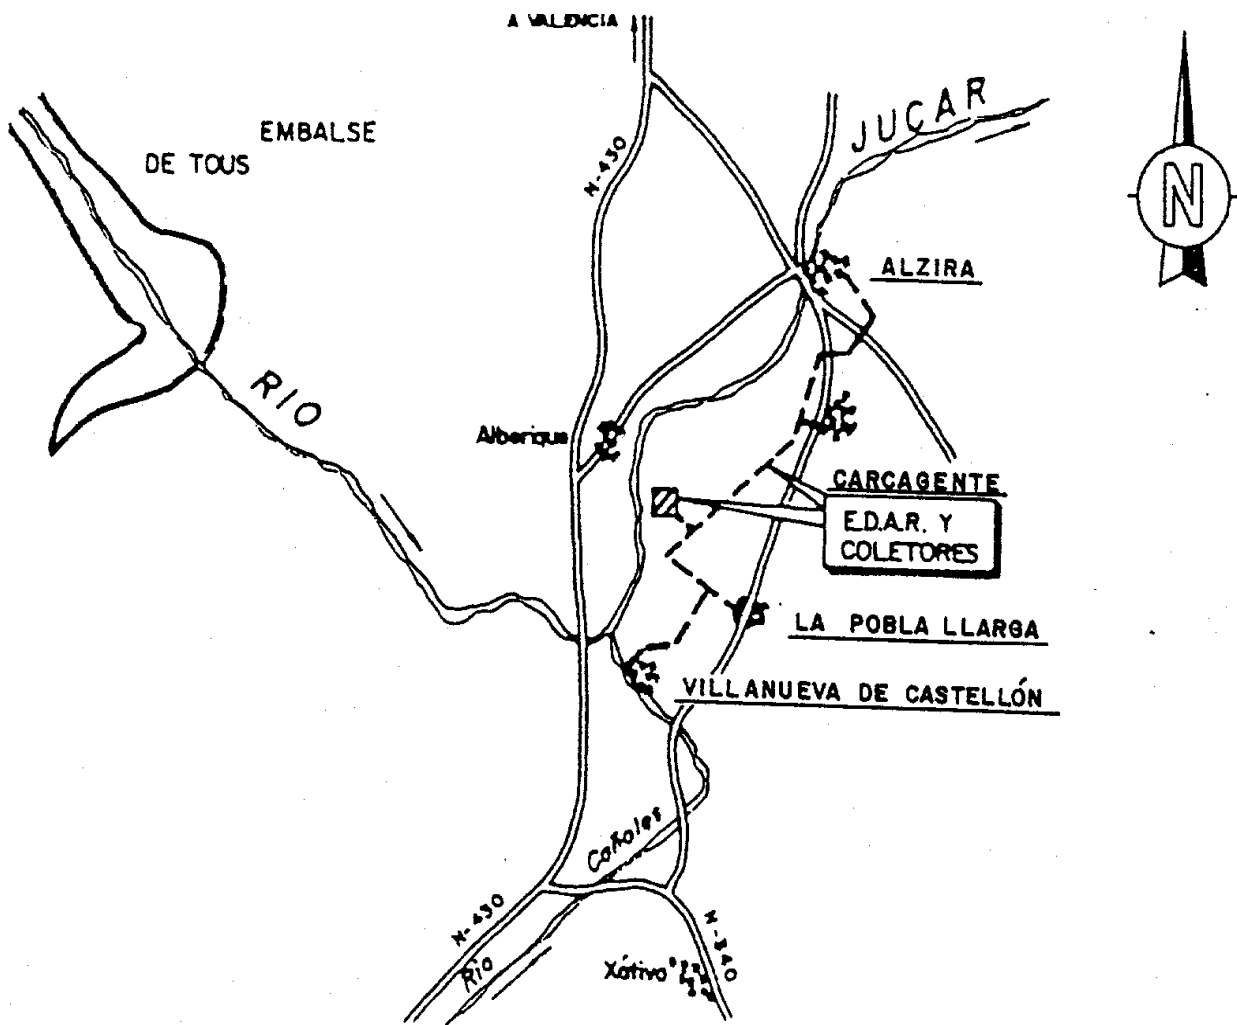 A VALENCIA
JUCAR
EMBALSE
DE TOUS
N-430
N
ALZIRA
RIO
Alberique
CARCAGENTE
E.D.A.R. Y
COLETORES
LA POBLA LLARGA
VILLANUEVA DE CASTELLÓN
Cañoles
N-430
N-340
Rio
Xátiva